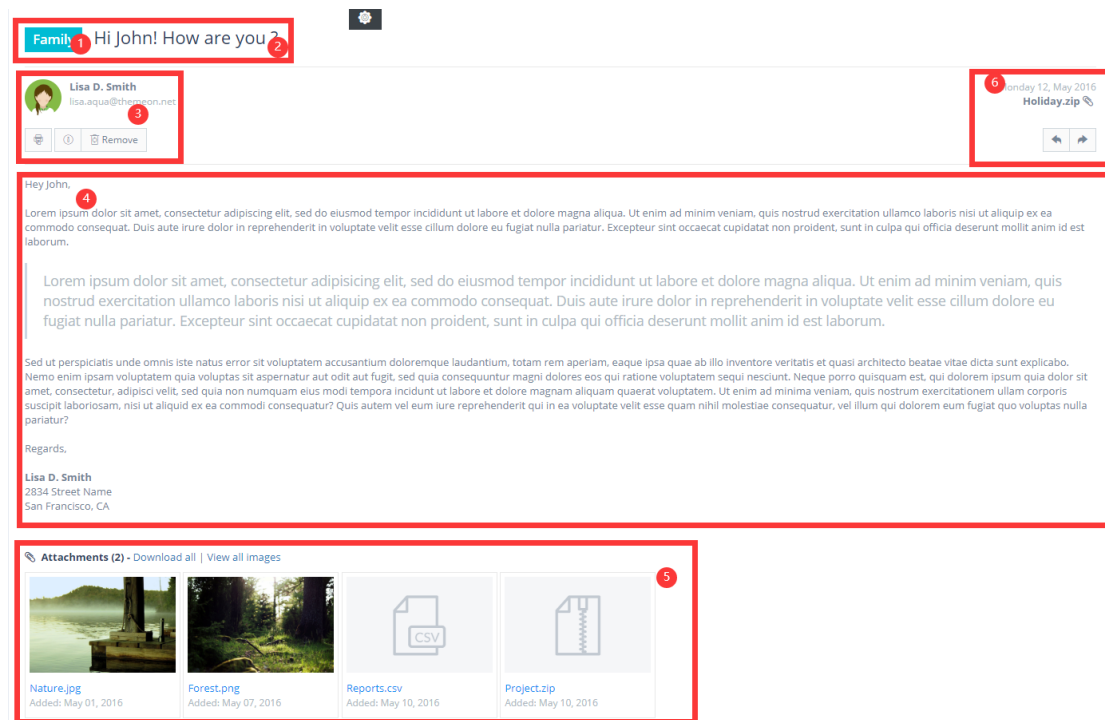 Family Hi John! How are you ?
1
2
Lisa D. Smith
lisa.aqua@themeon.net
3
Remove
6
Monday 12, May 2016
Holiday.zip
Hey John,
4
Lorem ipsum dolor sit amet, consectetur adipiscing elit, sed do eiusmod tempor incididunt ut labore et dolore magna aliqua. Ut enim ad minim veniam, quis nostrud exercitation ullamco laboris nisi ut aliquip ex ea
commodo consequat. Duis aute irure dolor in reprehenderit in voluptate velit esse cillum dolore eu fugiat nulla pariatur. Excepteur sint occaecat cupidatat non proident, sunt in culpa qui officia deserunt mollit anim id est
laborum.
Lorem ipsum dolor sit amet, consectetur adipisicing elit, sed do eiusmod tempor incididunt ut labore et dolore magna aliqua. Ut enim ad minim veniam, quis
nostrud exercitation ullamco laboris nisi ut aliquip ex ea commodo consequat. Duis aute irure dolor in reprehenderit in voluptate velit esse cillum dolore eu
fugiat nulla pariatur. Excepteur sint occaecat cupidatat non proident, sunt in culpa qui officia deserunt mollit anim id est laborum.
Sed ut perspiciatis unde omnis iste natus error sit voluptatem accusantium doloremque laudantium, totam rem aperiam, eaque ipsa quae ab illo inventore veritatis et quasi architecto beatae vitae dicta sunt explicabo.
Nemo enim ipsam voluptatem quia voluptas sit aspernatur aut odit aut fugit, sed quia consequuntur magni dolores eos qui ratione voluptatem sequi nesciunt. Neque porro quisquam est, qui dolorem ipsum quia dolor sit
amet, consectetur, adipisci velit, sed quia non numquam eius modi tempora incidunt ut labore et dolore magnam aliquam quaerat voluptatem. Ut enim ad minima veniam, quis nostrum exercitationem ullam corporis
suscipit laboriosam, nisi ut aliquid ex ea commodi consequatur? Quis autem vel eum iure reprehenderit qui in ea voluptate velit esse quam nihil molestiae consequatur, vel illum qui dolorem eum fugiat quo voluptas nulla
pariatur?
Regards,
Lisa D. Smith
2834 Street Name
San Francisco, CA
Attachments (2) - Download all | View all images
5
CSV
Nature.jpg
Added: May 01, 2016
Forest.png
Added: May 07, 2016
Reports.csv
Added: May 10, 2016
Project.zip
Added: May 10, 2016